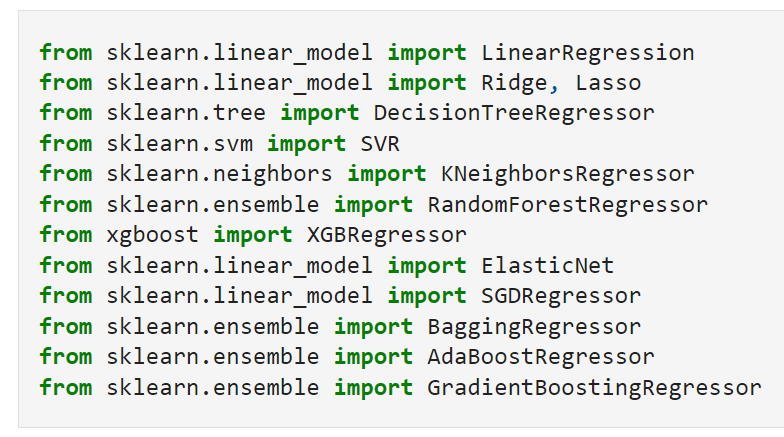 from sklearn.linear_model import LinearRegression
from sklearn.linear_model import Ridge, Lasso
from sklearn.tree import DecisionTreeRegressor
from sklearn.svm import SVR
from sklearn.neighbors import KNeighborsRegressor
from sklearn.ensemble import RandomForestRegressor
from xgboost import XGBRegressor
from sklearn.linear_model import ElasticNet
from sklearn.linear_model import SGDRegressor
from sklearn.ensemble import BaggingRegressor
from sklearn.ensemble import AdaBoostRegressor
from sklearn.ensemble import GradientBoostingRegressor